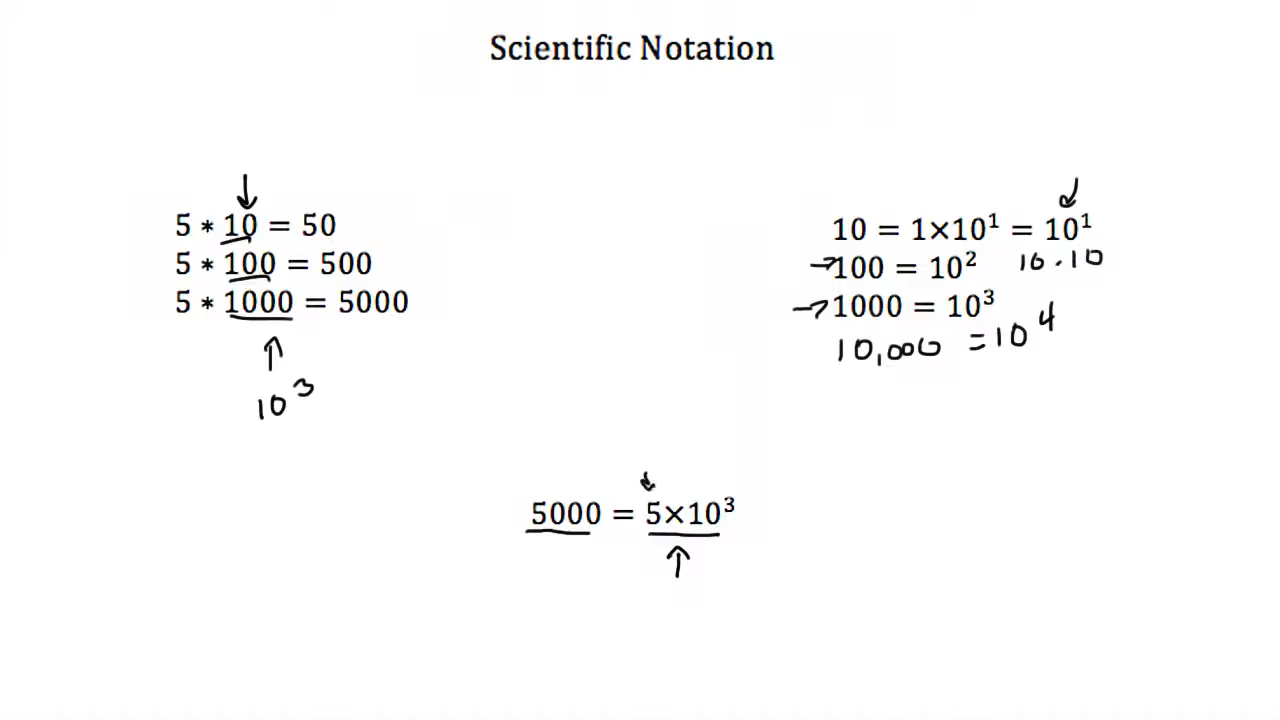 Scientific Notation
5 * 10 = 50
5 * 100 = 500
5 * 1000 = 5000
10³
10 = 1×10¹ = 10¹
100 = 10² 10.10
1000 = 10³
10,000 = 10⁴
5000 = 5×10³